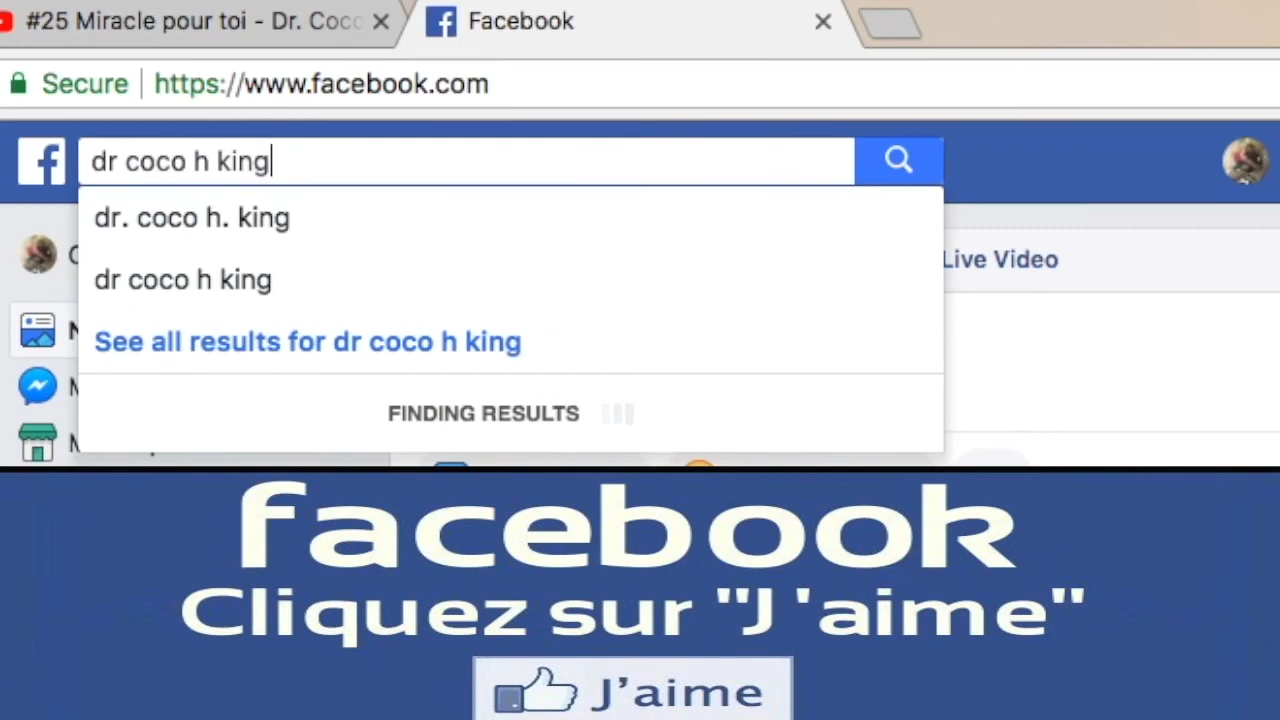 #25 Miracle pour toi - Dr. Coco
Facebook
Secure
https://www.facebook.com
dr coco h king
dr. coco h. king
Live Video
dr coco h king
See all results for dr coco h king
FINDING RESULTS
facebook
Cliquez sur "J 'aime"
J'aime